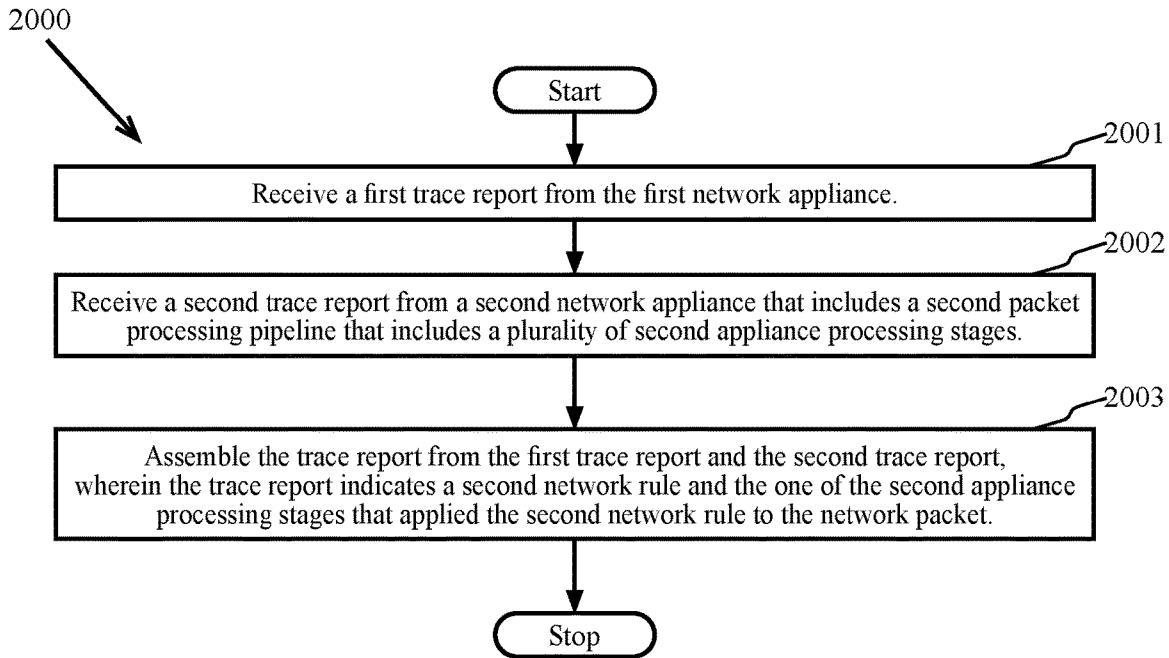 2000
Start
2001
Receive a first trace report from the first network appliance.
2002
Receive a second trace report from a second network appliance that includes a second packet
processing pipeline that includes a plurality of second appliance processing stages.
2003
Assemble the trace report from the first trace report and the second trace report,
wherein the trace report indicates a second network rule and the one of the second appliance
processing stages that applied the second network rule to the network packet.
Stop